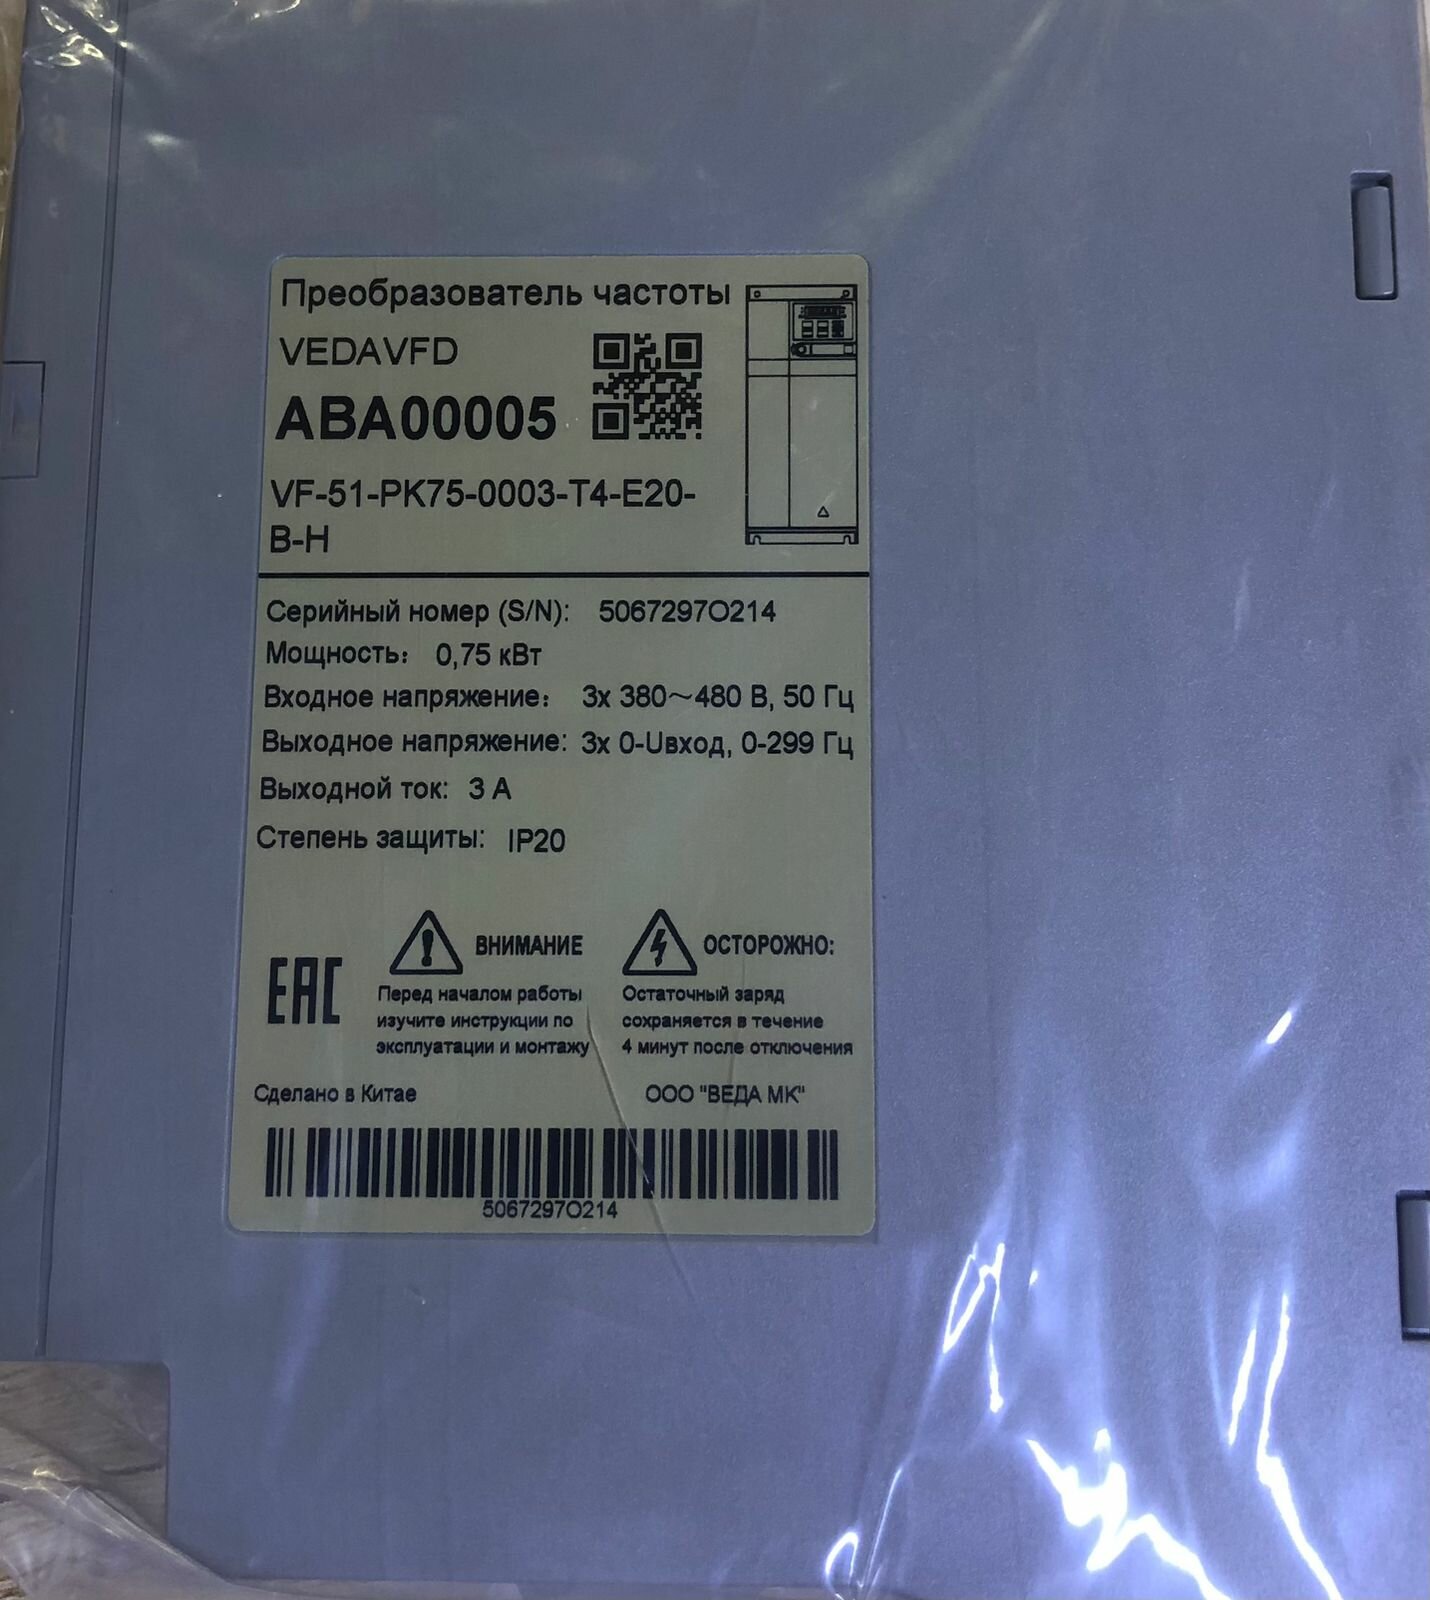 Преобразователь частоты
VEDAVFD
ABA00005
VF-51-PK75-0003-T4-E20-
B-H
Серийный номер (S/N): 5067297O214
Мощность: 0,75 кВт
Входное напряжение: 3x 380～480 В, 50 Гц
Выходное напряжение: 3x 0-Uвход, 0-299 Гц
Выходной ток: 3 А
Степень защиты: IP20
EAC
ВНИМАНИЕ
Перед началом работы
изучите инструкции по
эксплуатации и монтажу
ОСТОРОЖНО:
Остаточный заряд
сохраняется в течение
4 минут после отключения
Сделано в Китае
ООО "ВЕДА МК"
5067297O214